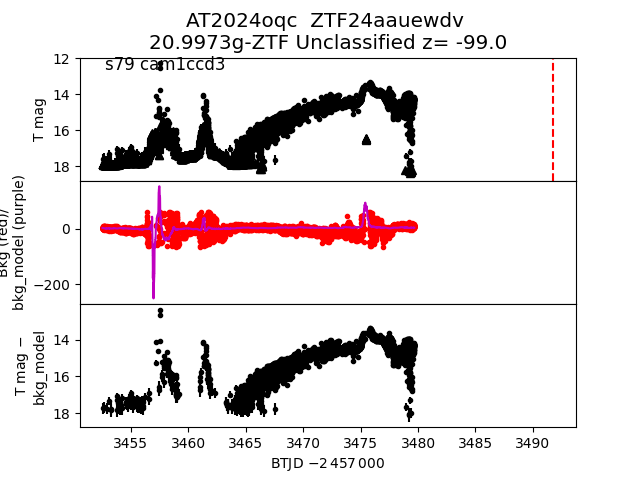 AT2024oqc  ZTF24aauewdv
20.9973g-ZTF Unclassified z= -99.0
s79 cam1ccd3
12
14
16
18
T mag
0
−200
Bkg (red)/
bkg_model (purple)
14
16
18
T mag −
bkg_model
3455 3460 3465 3470 3475 3480 3485 3490
BTJD −2 457 000